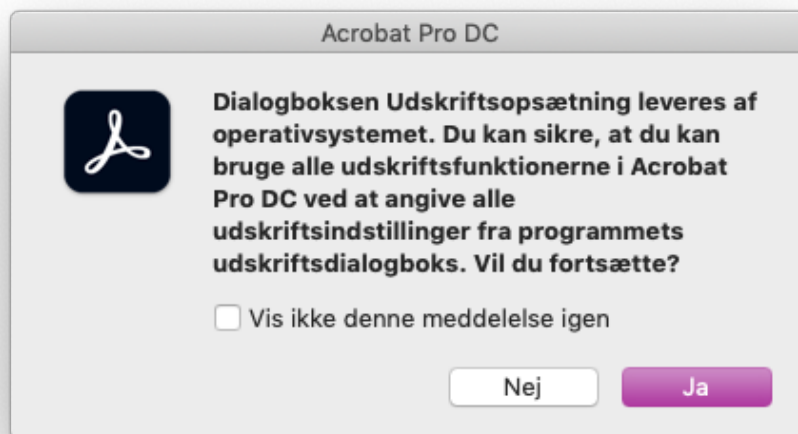 Acrobat Pro DC
Dialogboksen Udskriftsopsætning leveres af
operativsystemet. Du kan sikre, at du kan
bruge alle udskriftsfunktionerne i Acrobat
Pro DC ved at angive alle
udskriftsindstillinger fra programmets
udskriftsdialogboks. Vil du fortsætte?
Vis ikke denne meddelelse igen
Nej
Ja